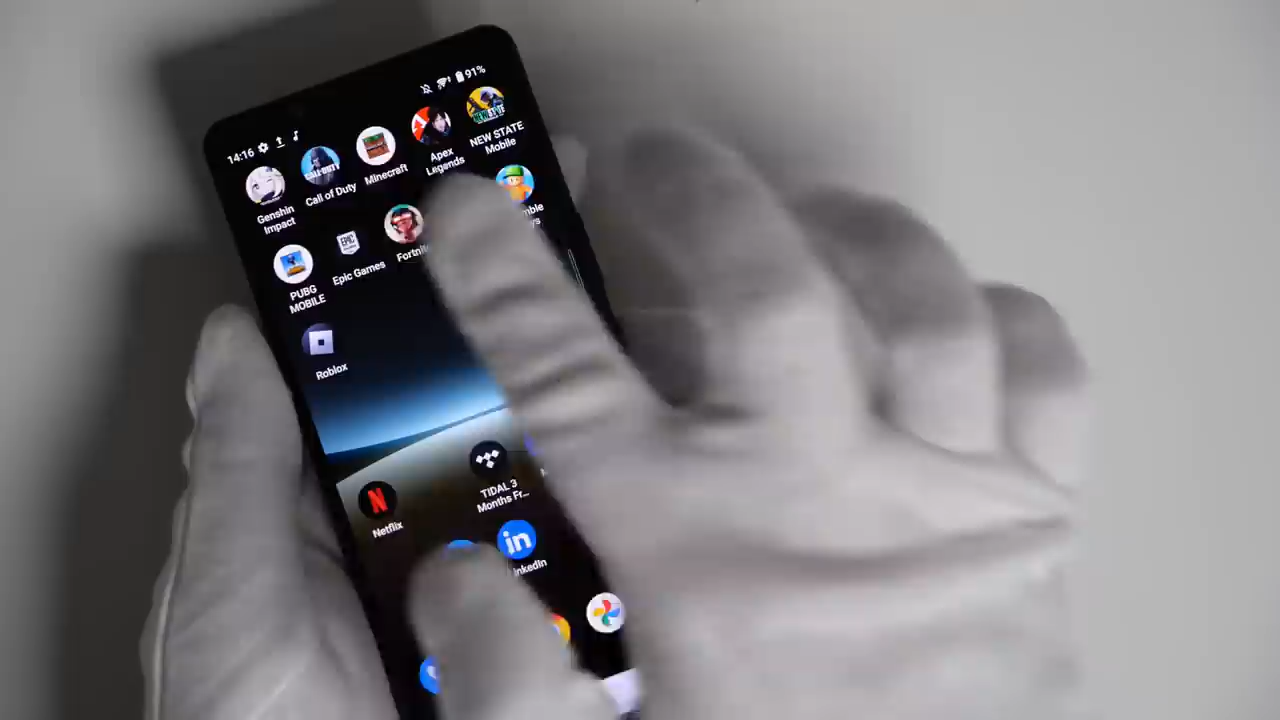 14:16
91%
Genshin
Impact
Call of Duty
Minecraft
Apex
Legends
NEW STATE
Mobile
PUBG
MOBILE
EPIC
Epic Games
Roblox
Netflix
TIDAL 3
Months Fr...
in